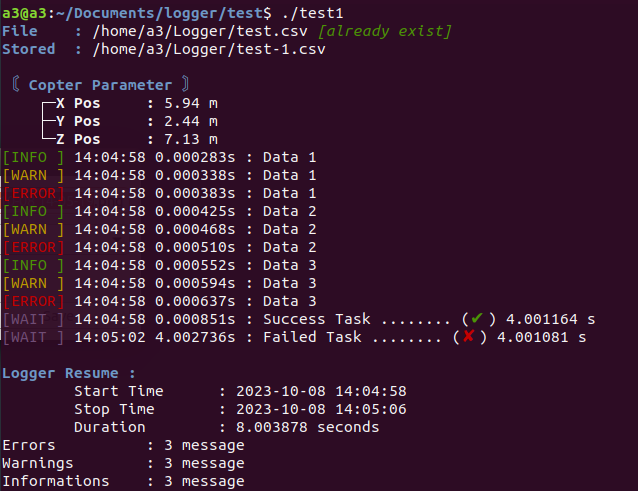 a3@a3:~/Documents/logger/test$ ./test1
File    : /home/a3/Logger/test.csv [already exist]
Stored  : /home/a3/Logger/test-1.csv
〘 Copter Parameter 〙
X Pos     : 5.94 m
Y Pos     : 2.44 m
Z Pos     : 7.13 m
[INFO ] 14:04:58 0.000283s : Data 1
[WARN ] 14:04:58 0.000338s : Data 1
[ERROR] 14:04:58 0.000383s : Data 1
[INFO ] 14:04:58 0.000425s : Data 2
[WARN ] 14:04:58 0.000468s : Data 2
[ERROR] 14:04:58 0.000510s : Data 2
[INFO ] 14:04:58 0.000552s : Data 3
[WARN ] 14:04:58 0.000594s : Data 3
[ERROR] 14:04:58 0.000637s : Data 3
[WAIT ] 14:04:58 0.000851s : Success Task ........ (✔) 4.001164 s
[WAIT ] 14:05:02 4.002736s : Failed Task ........ (✘) 4.001081 s
Logger Resume :
Start Time      : 2023-10-08 14:04:58
Stop Time       : 2023-10-08 14:05:06
Duration        : 8.003878 seconds
Errors          : 3 message
Warnings        : 3 message
Informations    : 3 message